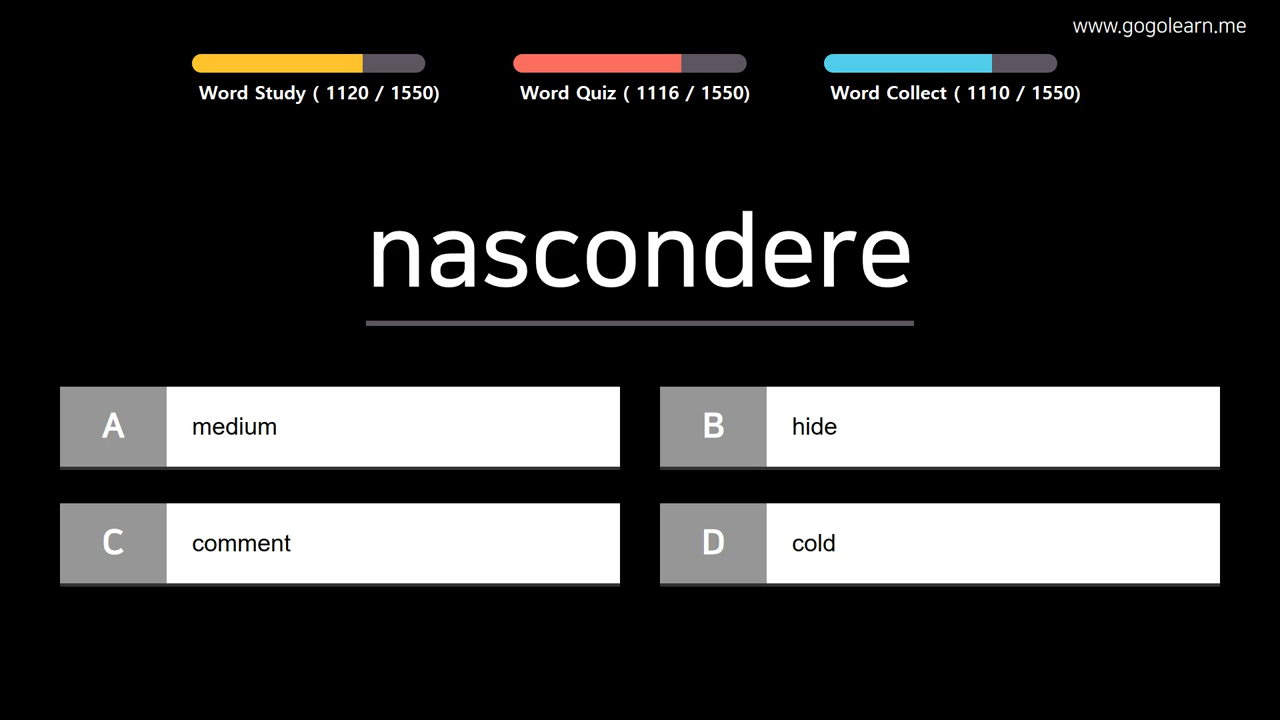 www.gogolearn.me
Word Study ( 1120 / 1550)
Word Quiz ( 1116 / 1550)
Word Collect ( 1110 / 1550)
nascondere
A medium
B hide
C comment
D cold